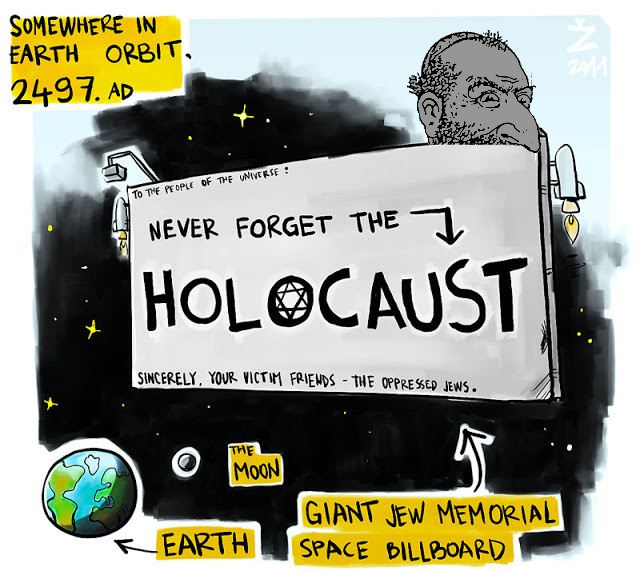 SOMEWHERE IN
EARTH ORBIT.
2497. AD
Ž
2011
TO THE PEOPLE OF THE UNIVERSE:
NEVER FORGET THE
HOLOCAUST
SINCERELY, YOUR VICTIM FRIENDS - THE OPPRESSED JEWS.
THE
MOON
EARTH
GIANT JEW MEMORIAL
SPACE BILLBOARD